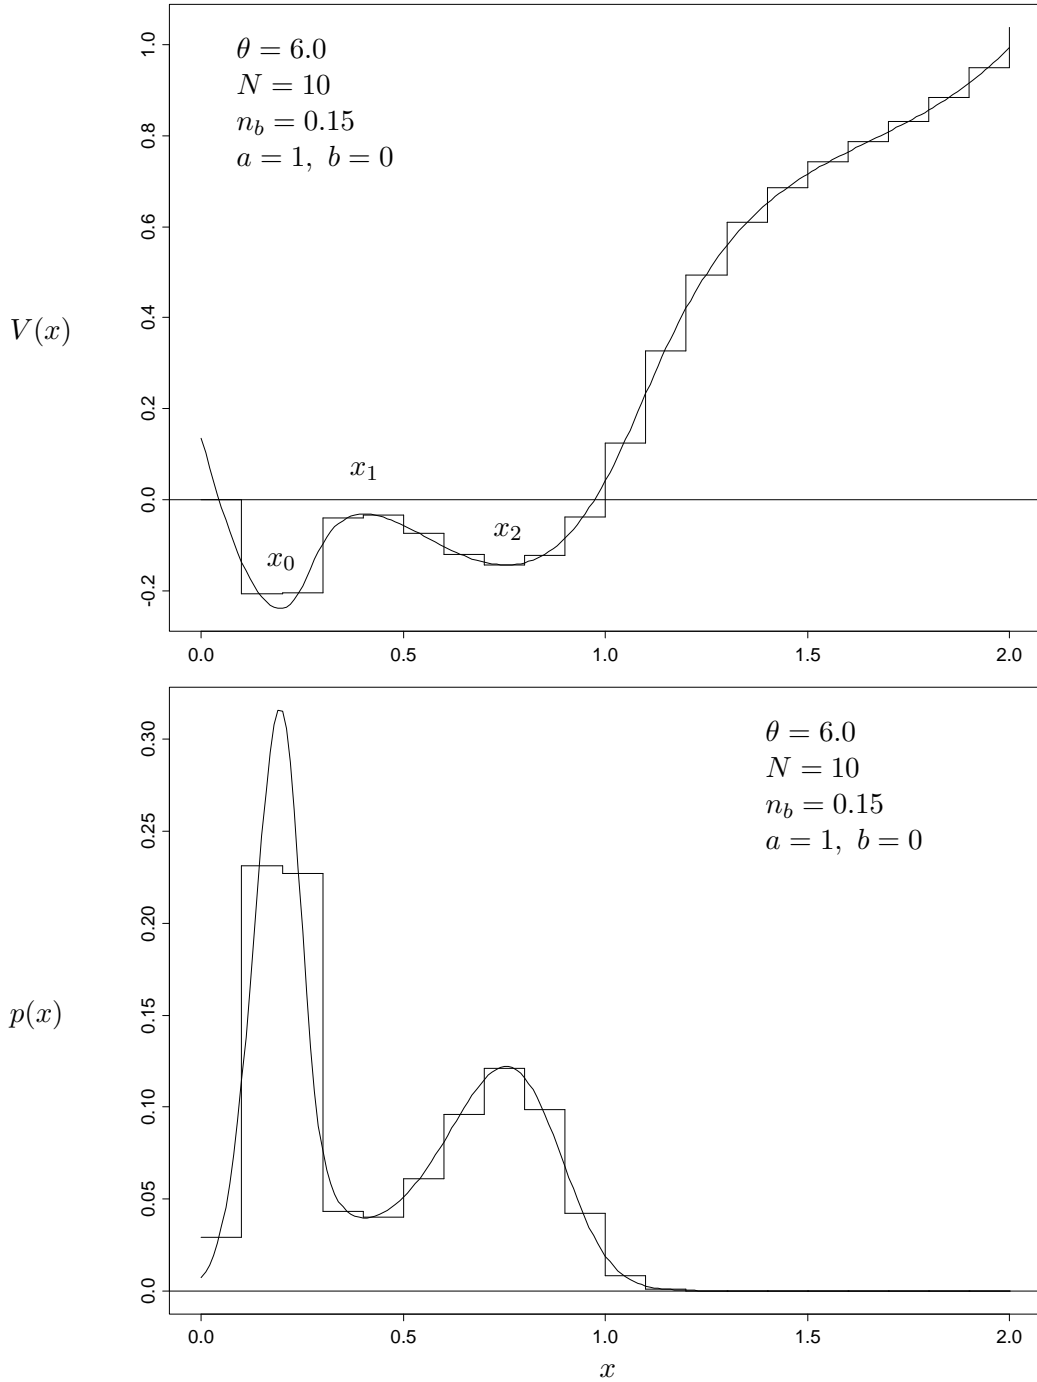 1.0
0.8
0.6
0.4
0.2
0.0
-0.2
V(x)
θ = 6.0
N = 10
n_b = 0.15
a = 1, b = 0
x_1
x_0
x_2
0.0 0.5 1.0 1.5 2.0
0.30
0.25
0.20
0.15
0.10
0.05
0.0
p(x)
θ = 6.0
N = 10
n_b = 0.15
a = 1, b = 0
0.0 0.5 1.0 1.5 2.0
x